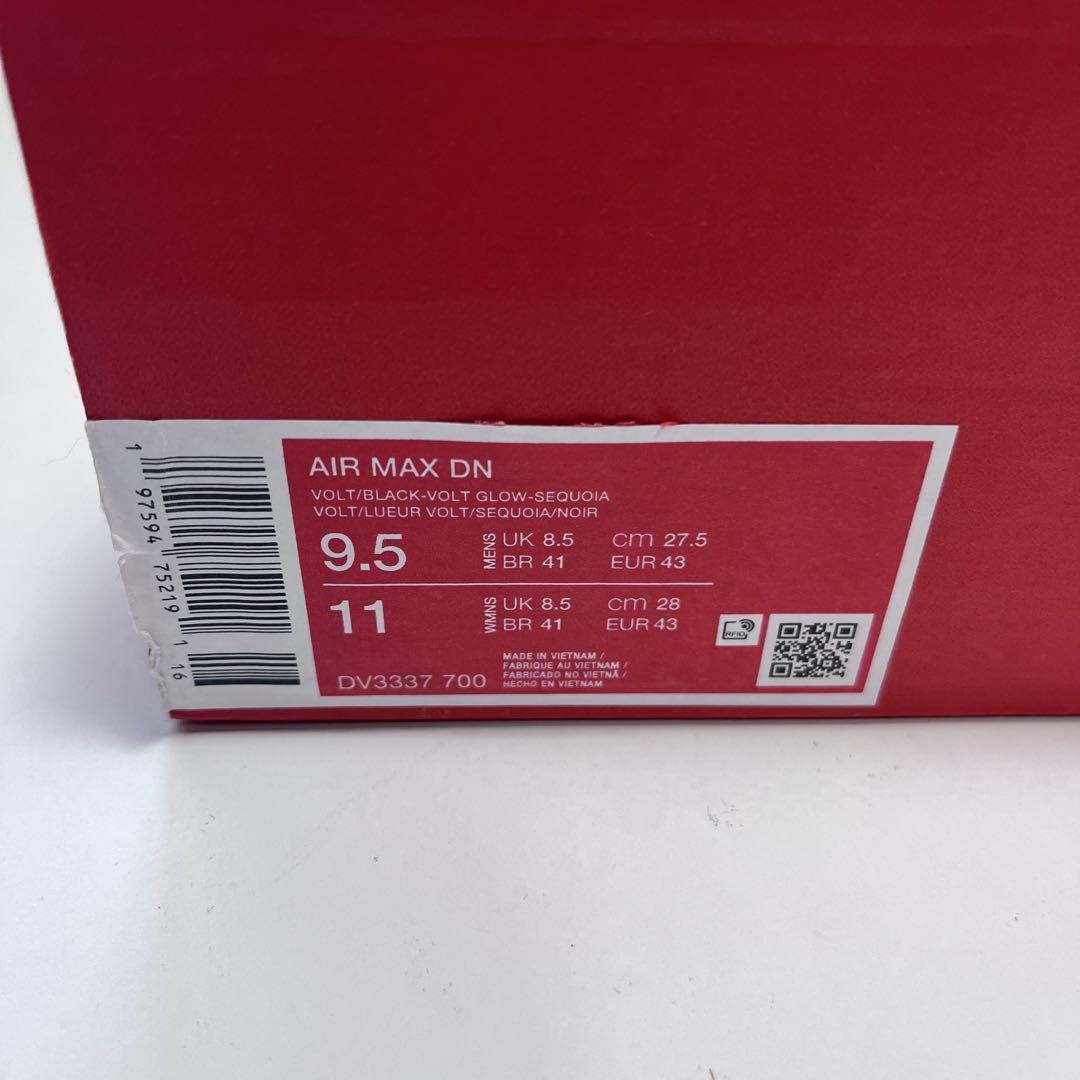 AIR MAX DN
VOLT/BLACK-VOLT GLOW-SEQUOIA
VOLT/LUEUR VOLT/SEQUOIA/NOIR
9.5 MENS UK 8.5 cm 27.5
BR 41 EUR 43
11 WMNS UK 8.5 cm 28
BR 41 EUR 43
DV3337 700
MADE IN VIETNAM /
FABRIQUE AU VIETNAM /
FABRICADO NO VIETNÃ /
HECHO EN VIETNAM
RFID
1 97594 75219 1 16